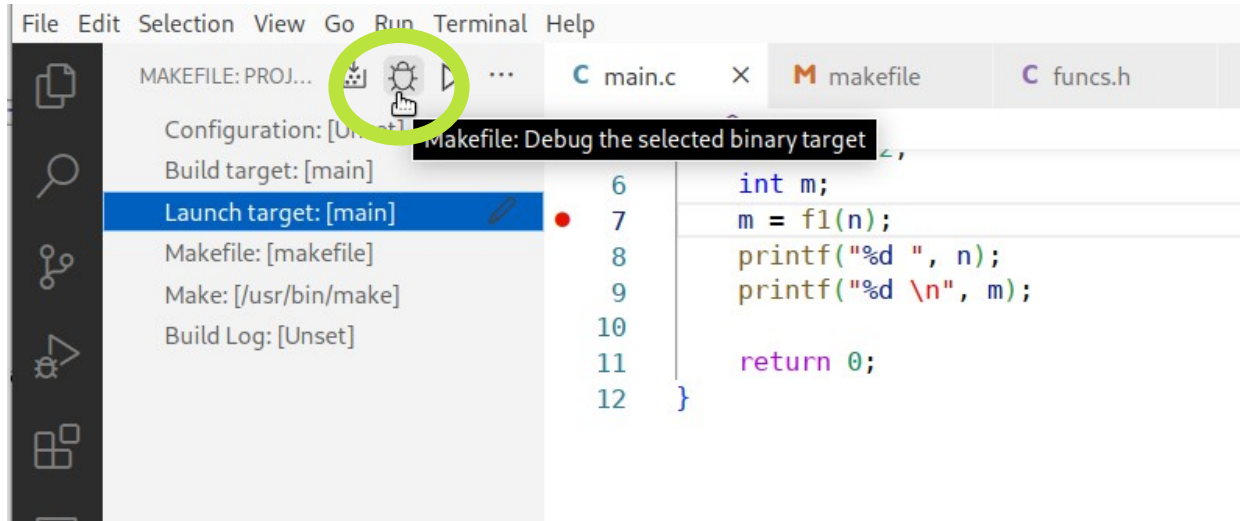 File Edit Selection View Go Run Terminal Help
MAKEFILE: PROJ... C main.c × M makefile C funcs.h
Configuration: [Unset]
Makefile: Debug the selected binary target
Build target: [main]
6 int m;
Launch target: [main] 7 m = f1(n);
Makefile: [makefile] 8 printf("%d ", n);
Make: [/usr/bin/make] 9 printf("%d \n", m);
Build Log: [Unset] 10
11 return 0;
12 }